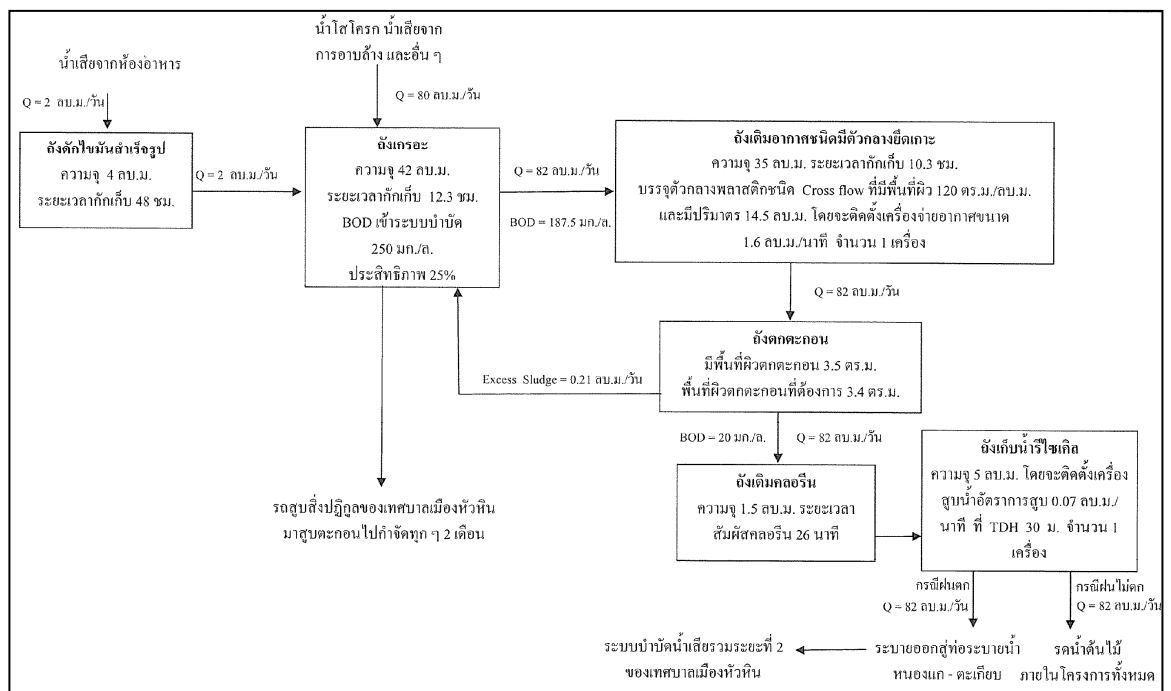 น้ำเสียจากห้องอาหาร
Q = 2 ลบ.ม./วัน
ถังดักไขมันสำเร็จรูป
ความจุ 4 ลบ.ม.
ระยะเวลากักเก็บ 48 ชม.
Q = 2 ลบ.ม./วัน
น้ำโสโครก น้ำเสียจาก
การอาบล้าง และอื่น ๆ
Q = 80 ลบ.ม./วัน
ถังเกรอะ
ความจุ 42 ลบ.ม.
ระยะเวลากักเก็บ 12.3 ชม.
BOD เข้าระบบบำบัด
250 มก./ล.
ประสิทธิภาพ 25%
Q = 82 ลบ.ม./วัน
BOD = 187.5 มก./ล.
ถังเติมอากาศชนิดมีตัวกลางยึดเกาะ
ความจุ 35 ลบ.ม. ระยะเวลากักเก็บ 10.3 ชม.
บรรจุตัวกลางพลาสติกชนิด Cross flow ที่มีพื้นที่ผิว 120 ตร.ม./ลบ.ม.
และมีปริมาตร 14.5 ลบ.ม. โดยจะติดตั้งเครื่องจ่ายอากาศขนาด
1.6 ลบ.ม./นาที จำนวน 1 เครื่อง
Q = 82 ลบ.ม./วัน
ถังตกตะกอน
มีพื้นที่ผิวตกตะกอน 3.5 ตร.ม.
พื้นที่ผิวตกตะกอนที่ต้องการ 3.4 ตร.ม.
Excess Sludge = 0.21 ลบ.ม./วัน
BOD = 20 มก./ล.
Q = 82 ลบ.ม./วัน
ถังเติมคลอรีน
ความจุ 1.5 ลบ.ม. ระยะเวลา
สัมผัสคลอรีน 26 นาที
ถังเก็บน้ำรีไซเคิล
ความจุ 5 ลบ.ม. โดยจะติดตั้งเครื่อง
สูบน้ำอัตราการสูบ 0.07 ลบ.ม./
นาที ที่ TDH 30 ม. จำนวน 1
เครื่อง
รถสูบสิ่งปฏิกูลของเทศบาลเมืองหัวหิน
มาสูบตะกอนไปกำจัดทุก ๆ 2 เดือน
กรณีฝนตก
Q = 82 ลบ.ม./วัน
กรณีฝนไม่ตก
Q = 82 ลบ.ม./วัน
ระบบบำบัดน้ำเสียรวมระยะที่ 2
ของเทศบาลเมืองหัวหิน
ระบายออกสู่ท่อระบายน้ำ
หนองแก - ตะเกียบ
รดน้ำต้นไม้
ภายในโครงการทั้งหมด